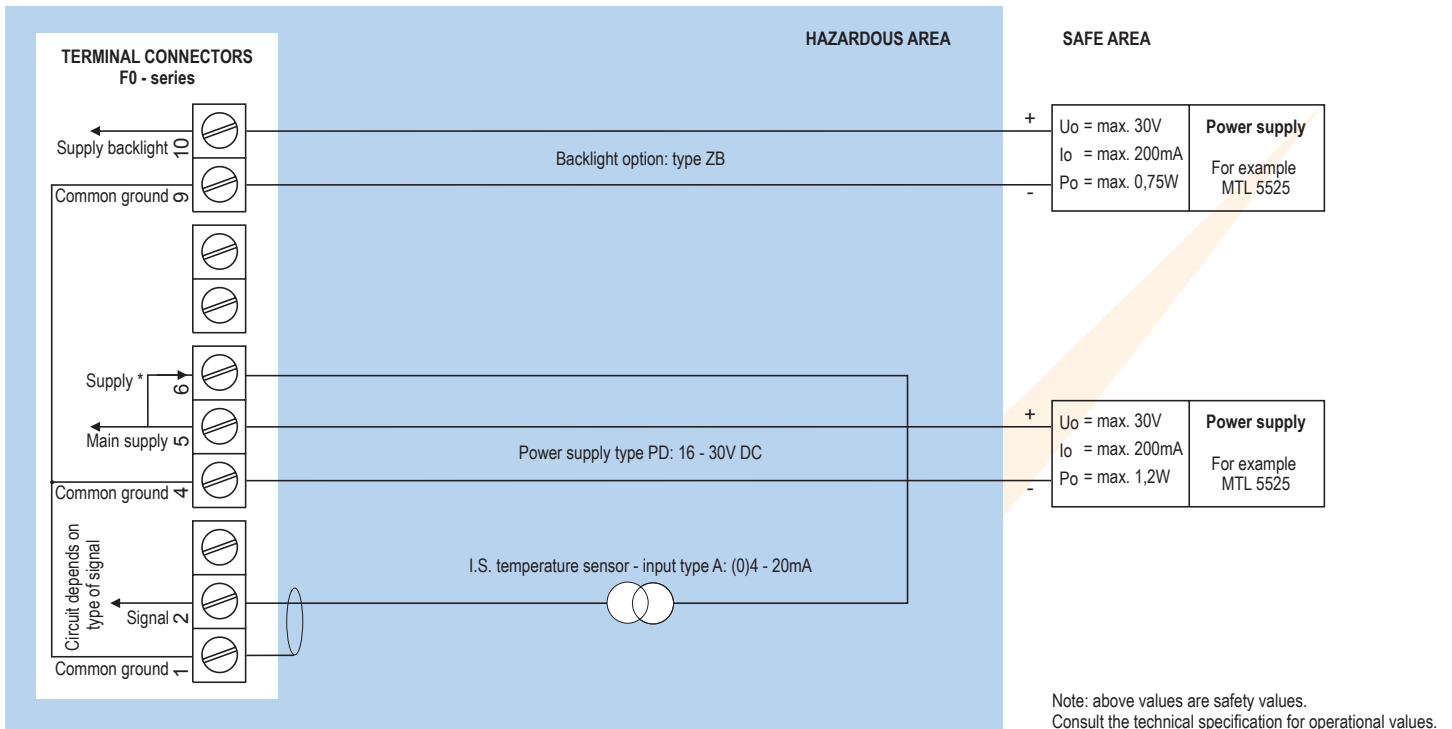 HAZARDOUS AREA
SAFE AREA
TERMINAL CONNECTORS
F0 - series
Supply backlight
10
Common ground
9
Backlight option: type ZB
+
-
Uo = max. 30V
Io = max. 200mA
Po = max. 0,75W
Power supply
For example
MTL 5525
Supply *
6
Main supply
5
Common ground
4
Power supply type PD: 16 - 30V DC
+
-
Uo = max. 30V
Io = max. 200mA
Po = max. 1,2W
Power supply
For example
MTL 5525
Circuit depends on
type of signal
Signal
2
Common ground
1
I.S. temperature sensor - input type A: (0)4 - 20mA
Note: above values are safety values.
Consult the technical specification for operational values.